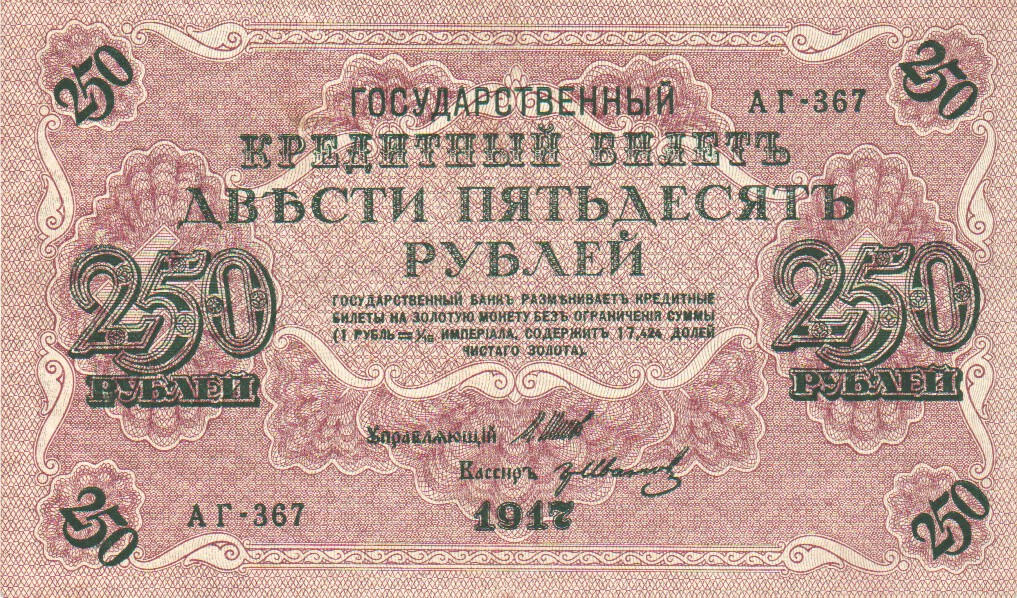 250
250
ГОСУДАРСТВЕННЫЙ
АГ-367
КРЕДИТНЫЙ БИЛЕТЪ
ДВѢСТИ ПЯТЬДЕСЯТЪ
РУБЛЕЙ
250
РУБЛЕЙ
250
РУБЛЕЙ
ГОСУДАРСТВЕННЫЙ БАНКЪ РАЗМѢНИВАЕТЪ КРЕДИТНЫЕ
БИЛЕТЫ НА ЗОЛОТУЮ МОНЕТУ БЕЗЪ ОГРАНИЧЕНІЯ СУММЫ
(1 РУБЛЬ = 1/15 ИМПЕРІАЛА, СОДЕРЖИТЪ 17,424 ДОЛЕЙ
ЧИСТАГО ЗОЛОТА).
Управляющій
Кассиръ
АГ-367
1917
250
250